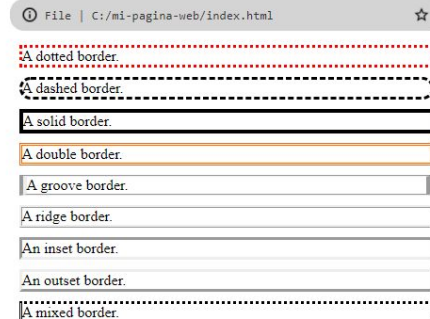 File | C:/mi-pagina-web/index.html
A dotted border.
A dashed border.
A solid border.
A double border.
A groove border.
A ridge border.
An inset border.
An outset border.
A mixed border.